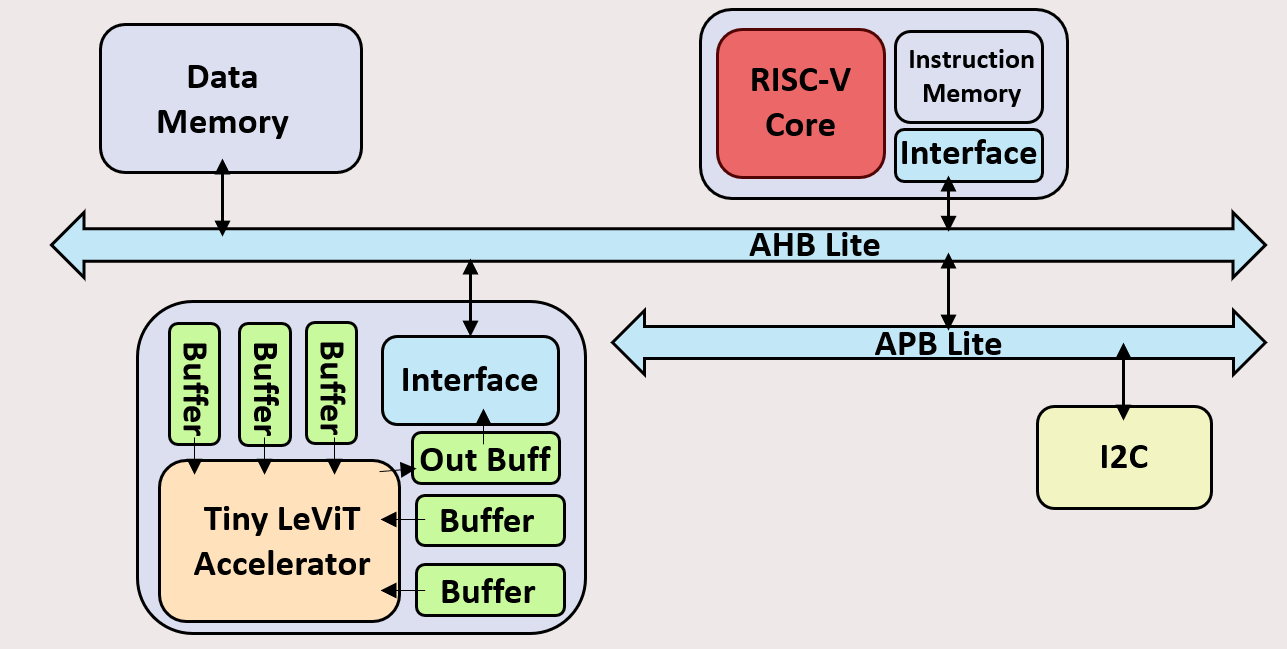 Data
Memory
RISC-V
Core
Instruction
Memory
Interface
AHB Lite
APB Lite
Buffer
Buffer
Buffer
Interface
Out Buff
Buffer
Buffer
Tiny LeViT
Accelerator
I2C